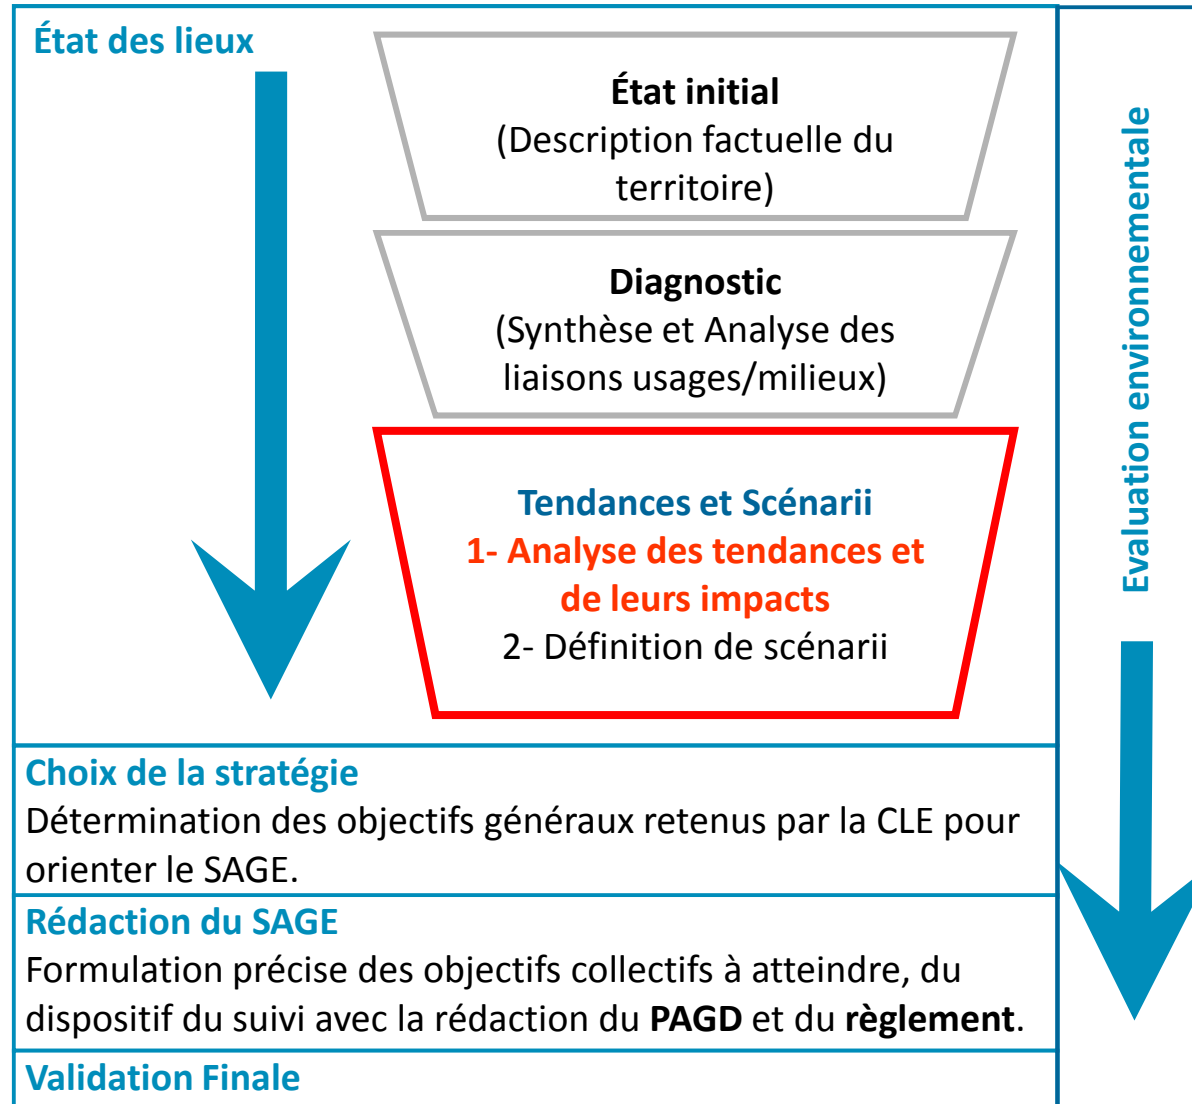 État des lieux
État initial
(Description factuelle du
territoire)
Diagnostic
(Synthèse et Analyse des
liaisons usages/milieux)
Tendances et Scénarii
1- Analyse des tendances et
de leurs impacts
2- Définition de scénarii
Choix de la stratégie
Détermination des objectifs généraux retenus par la CLE pour
orienter le SAGE.
Rédaction du SAGE
Formulation précise des objectifs collectifs à atteindre, du
dispositif du suivi avec la rédaction du PAGD et du règlement.
Validation Finale
Evaluation environnementale